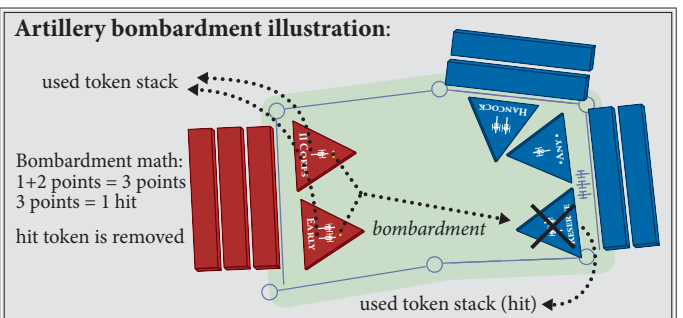 Artillery bombardment illustration:
used token stack
HANCOCK
•ANY•
II CORPS
Bombardment math:
1+2 points = 3 points
3 points = 1 hit
EARLY
bombardment
hit token is removed
used token stack (hit)